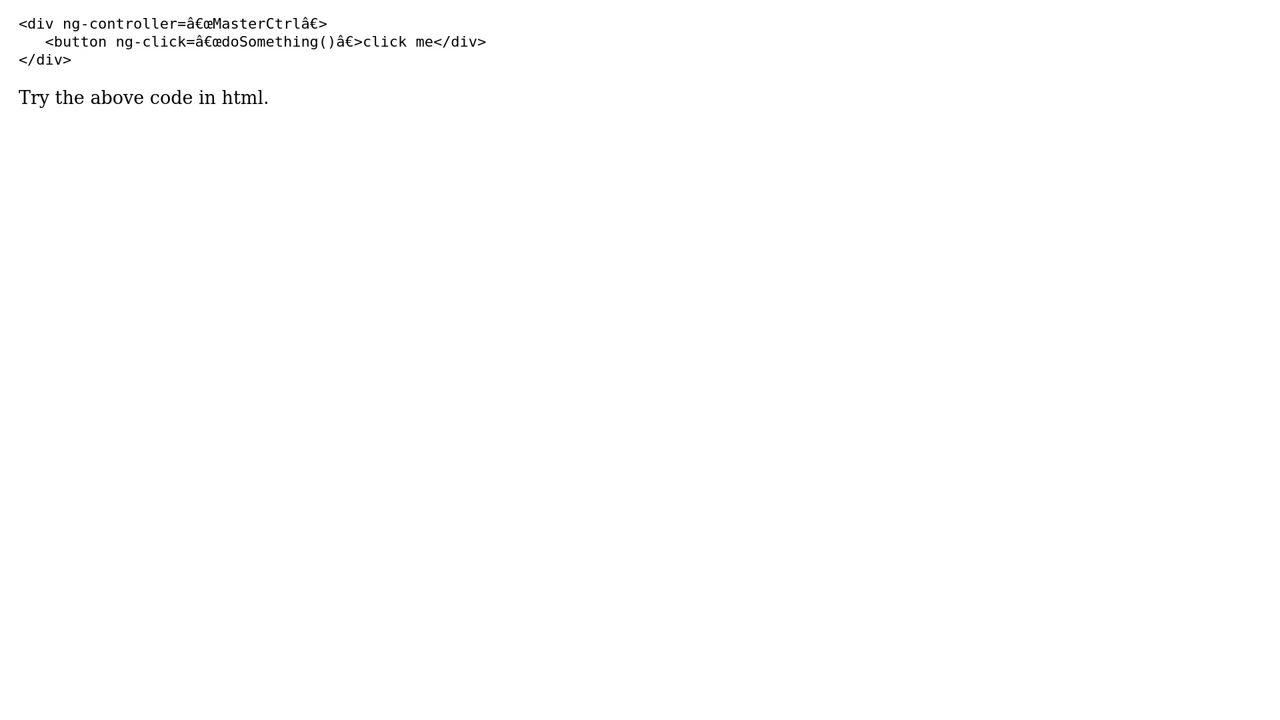 <div ng-controller=â€œMasterCtrlâ€>
   <button ng-click=â€œdoSomething()â€>click me</div>
</div>
Try the above code in html.